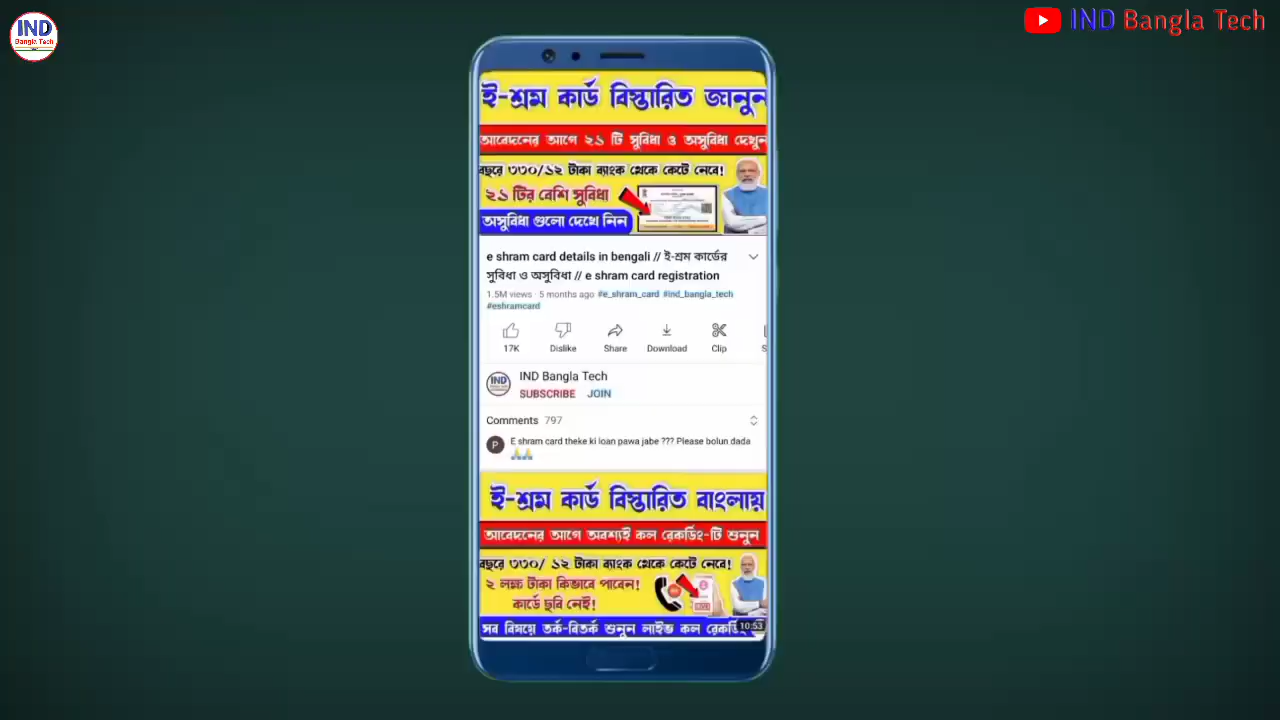 IND
Bangla Tech
IND Bangla Tech
ই-শ্রম কার্ড বিস্তারিত জানুন
আবেদনের আগে ২১ টি সুবিধা ও অসুবিধা দেখুন
বছরে ৩৩০/১২ টাকা ব্যাংক থেকে কেটে নেবে!
২১ টির বেশি সুবিধা
অসুবিধা গুলো দেখে নিন
e shram card details in bengali // ই-শ্রম কার্ডের
সুবিধা ও অসুবিধা // e shram card registration
1.5M views · 5 months ago #e_shram_card #ind_bangla_tech
#eshramcard
17K Dislike Share Download Clip S
IND
IND Bangla Tech
SUBSCRIBE JOIN
Comments 797
P
E shram card theke ki loan pawa jabe ??? Please bolun dada
🙏🙏
ই-শ্রম কার্ড বিস্তারিত বাংলায়
আবেদনের আগে অবশ্যই কল রেকর্ডিং-টি শুনুন
বছরে ৩৩০/ ১২ টাকা ব্যাংক থেকে কেটে নেবে!
২ লক্ষ টাকা কিভাবে পাবেন!
কার্ডে ছবি নেই!
LIVE
সব বিষয়ে তর্ক-বিতর্ক শুনুন লাইভ কল রেকর্ডিং
10:53